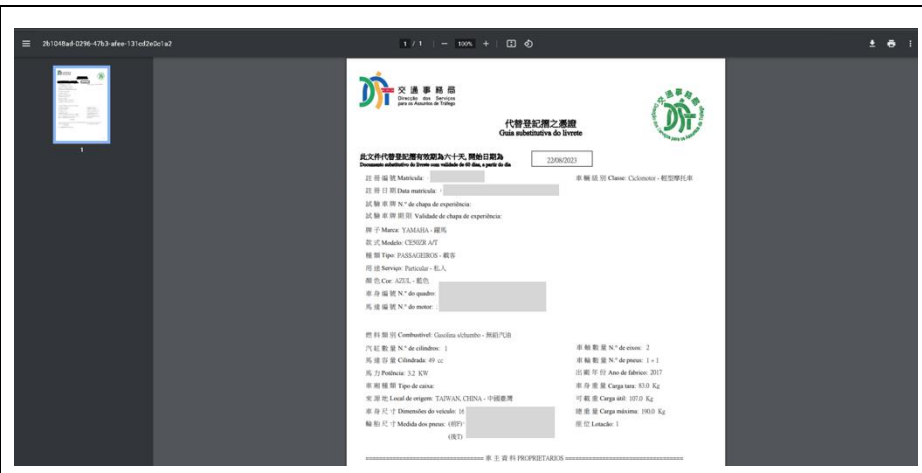 2b1048ad-0296-47b3-afee-131cd2e0c1a2
1 / 1
100%
1
交通事務局
Direcção dos Serviços
para os Assuntos de Tráfego
代替登記摺之憑證
Guia substitutiva do livrete
此文件代替登記摺有效期為六十天, 開始日期為
Documento substitutivo do livrete com validade de 60 dias, a partir do dia
22/08/2023
註冊編號 Matrícula:
車輛級別 Classe: Ciclomotor - 輕型摩托車
註冊日期 Data matrícula:
試驗車牌 N.º de chapa de experiência:
試驗車牌期限 Validade de chapa de experiência:
牌子 Marca: YAMAHA - 羅馬
款式 Modelo: CE50ZR A/T
種類 Tipo: PASSAGEIROS - 載客
用途 Serviço: Particular - 私人
顏色 Cor: AZUL - 藍色
車身編號 N.º do quadro:
馬達編號 N.º do motor:
燃料類別 Combustível: Gasolina s/chumbo - 無鉛汽油
汽缸數量 N.º de cilindros: 1
車軸數量 N.º de eixos: 2
馬達容量 Cilindrada: 49 cc
車輪數量 N.º de pneus: 1 + 1
馬力 Potência: 3.2 KW
出廠年份 Ano de fabrico: 2017
車廂種類 Tipo de caixa:
車身重量 Carga tara: 83.0 Kg
來源地 Local de origem: TAIWAN, CHINA - 中國臺灣
可載重 Carga útil: 107.0 Kg
車身尺寸 Dimensões do veículo: 16
總重量 Carga máxima: 190.0 Kg
輪胎尺寸 Medida dos pneus: (前F)
座位 Lotação: 1
(後T)
車主資料 PROPRIETARIOS